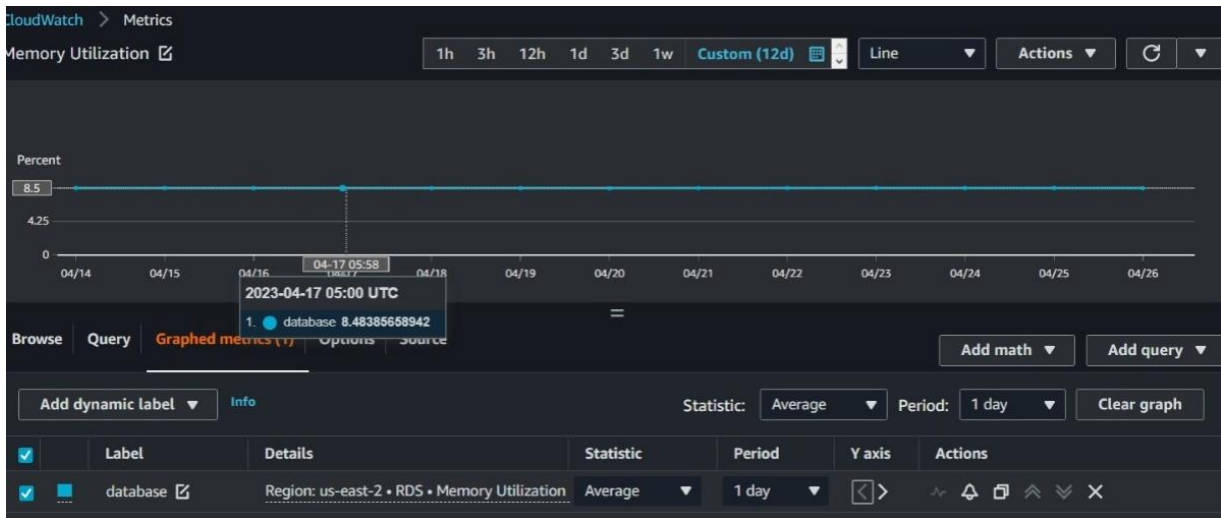 CloudWatch > Metrics
Memory Utilization
1h 3h 12h 1d 3d 1w Custom (12d) Line Actions
Percent
8.5
4.25
0
04/14 04/15 04/16 04/17 04/18 04/19 04/20 04/21 04/22 04/23 04/24 04/25 04/26
04-17 05:58
2023-04-17 05:00 UTC
1. database 8.48385658942
Browse Query Graphed metrics (1) Options Source
Add math Add query
Add dynamic label Info Statistic: Average Period: 1 day Clear graph
Label Details Statistic Period Y axis Actions
database Region: us-east-2 • RDS • Memory Utilization Average 1 day < >